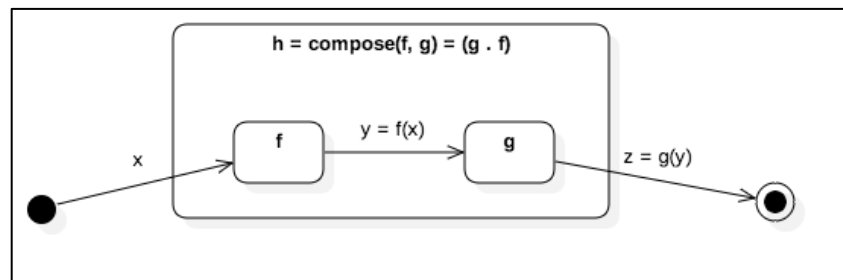 h = compose(f, g) = (g . f)
x
f
y = f(x)
g
z = g(y)